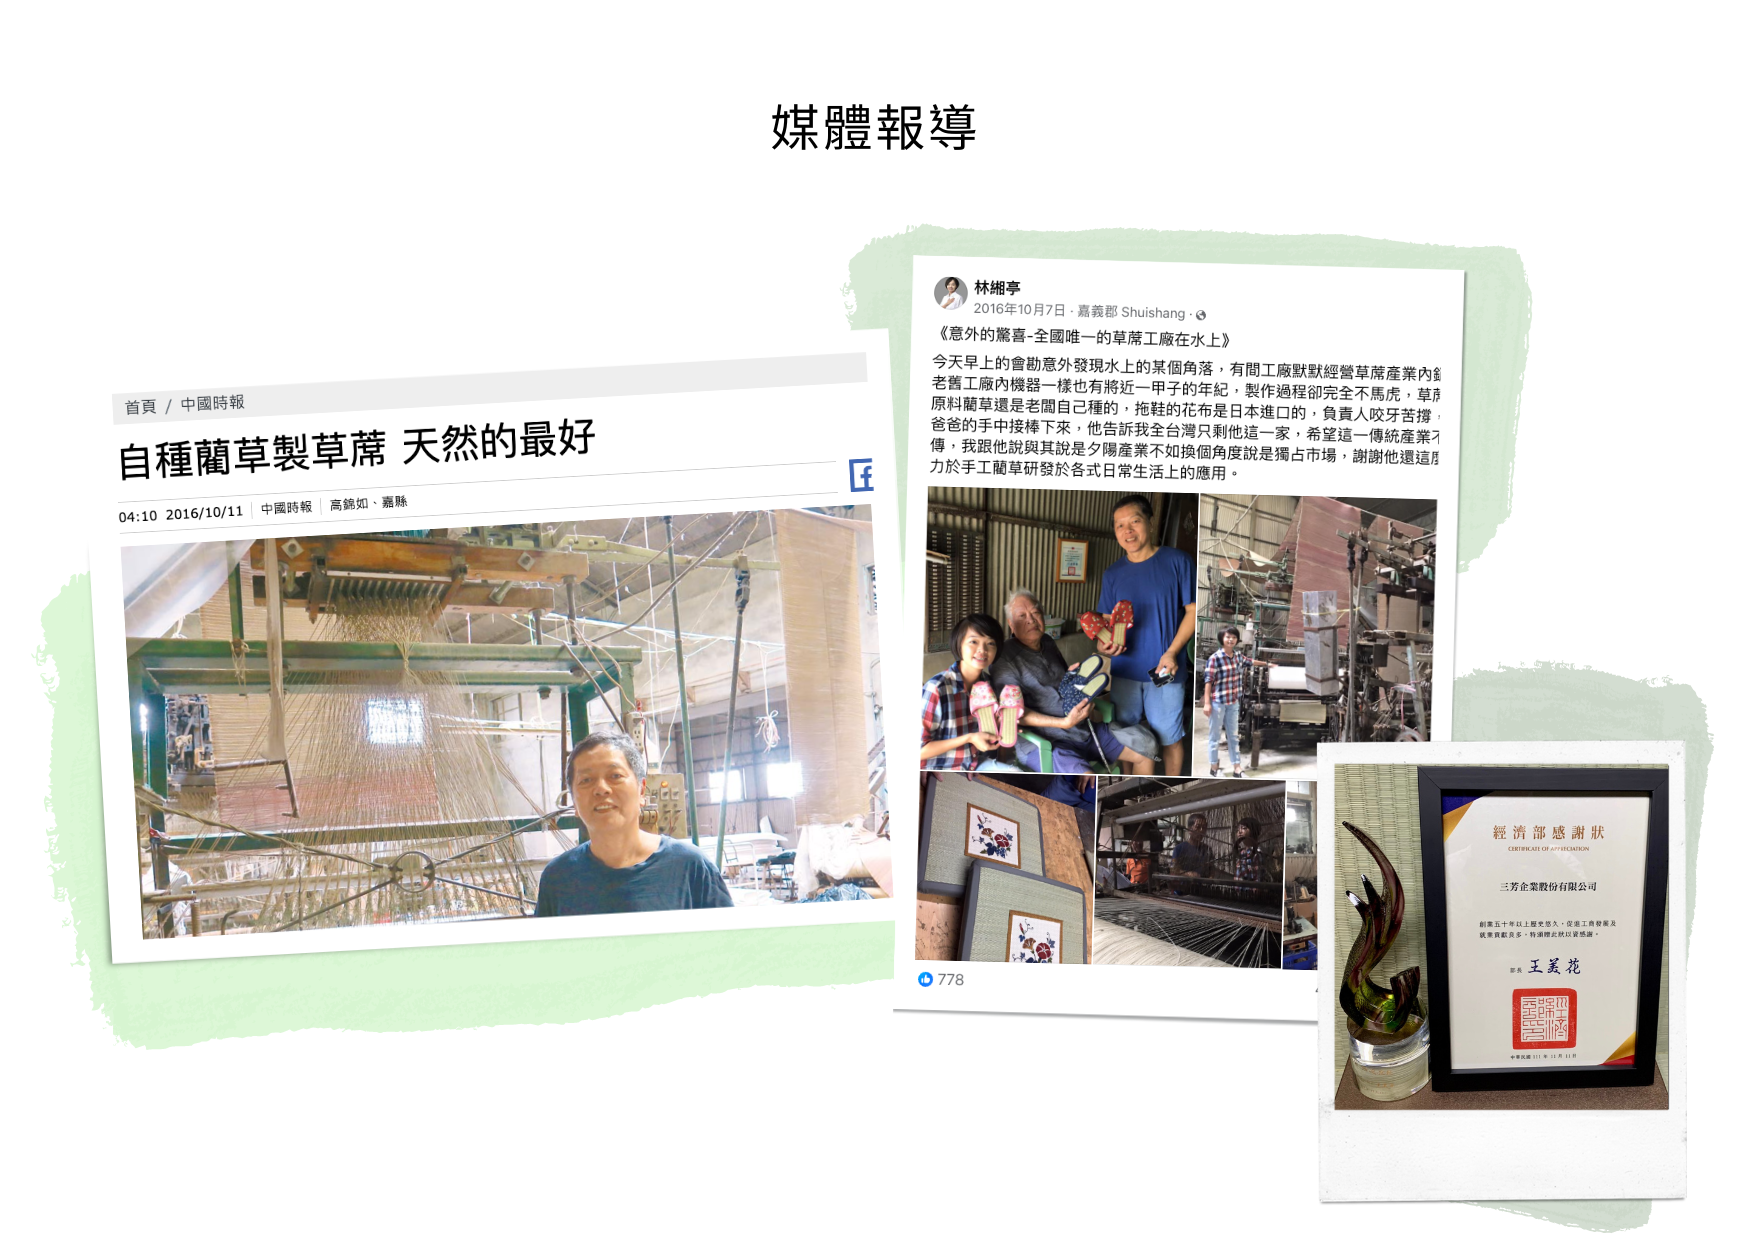 媒體報導
首頁 / 中國時報
自種藺草製草蓆 天然的最好
04:10 2016/10/11 中國時報 高錦如、嘉縣
林緗亭
2016年10月7日 · 嘉義郡 Shuishang ·
《意外的驚喜-全國唯一的草蓆工廠在水上》
今天早上的會勘意外發現水上的某個角落，有間工廠默默經營草蓆產業內
老舊工廠內機器一樣也有將近一甲子的年紀，製作過程卻完全不馬虎，草
原料藺草還是老闆自己種的，拖鞋的花布是日本進口的，負責人咬牙苦撐，
爸爸的手中接棒下來，他告訴我全台灣只剩他這一家，希望這一傳統產業不
傳，我跟他說與其說是夕陽產業不如換個角度說是獨占市場，謝謝他還這
力於手工藺草研發於各式日常生活上的應用。
778
經濟部感謝狀
CERTIFICATE OF APPRECIATION
三芳企業股份有限公司
創業五十年以上歷史悠久，促進工商發展及
就業貢獻良多，特頒贈此狀以資感謝。
部長 王美花
中華民國 111 年 11 月 11 日